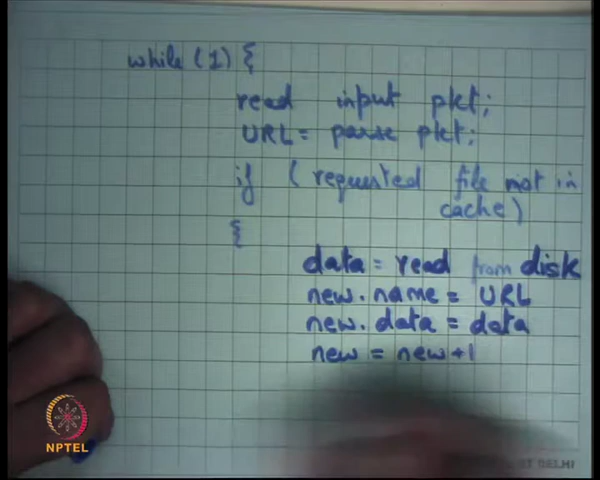 while (1) {
read input pkt;
URL = parse pkt;
if (requested file not in
cache)
{
data = read from disk
new.name = URL
new.data = data
new = new+1
NPTEL
DELHI